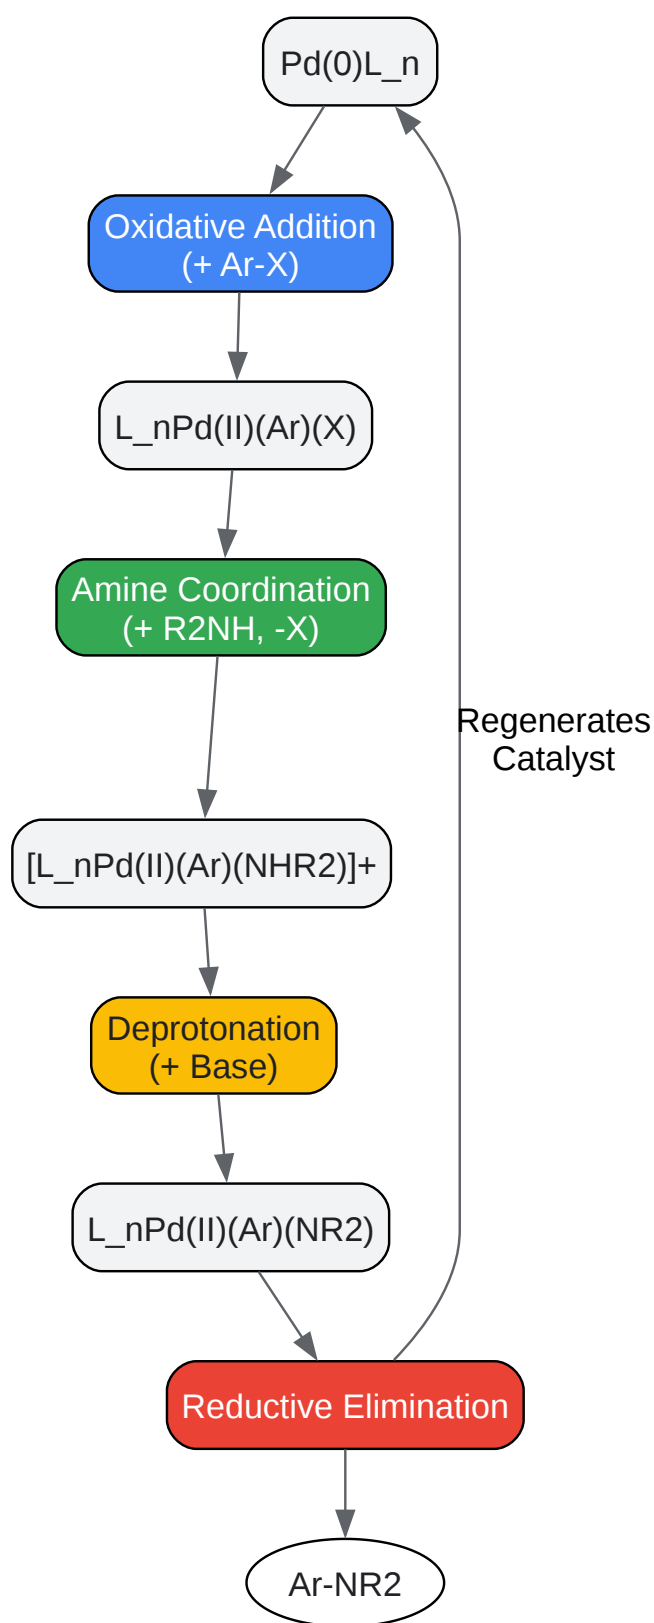 Pd(0)L_n
Oxidative Addition
(+ Ar-X)
L_nPd(II)(Ar)(X)
Amine Coordination
(+ R2NH, -X)
Regenerates
Catalyst
[L_nPd(II)(Ar)(NHR2)]+
Deprotonation
(+ Base)
L_nPd(II)(Ar)(NR2)
Reductive Elimination
Ar-NR2